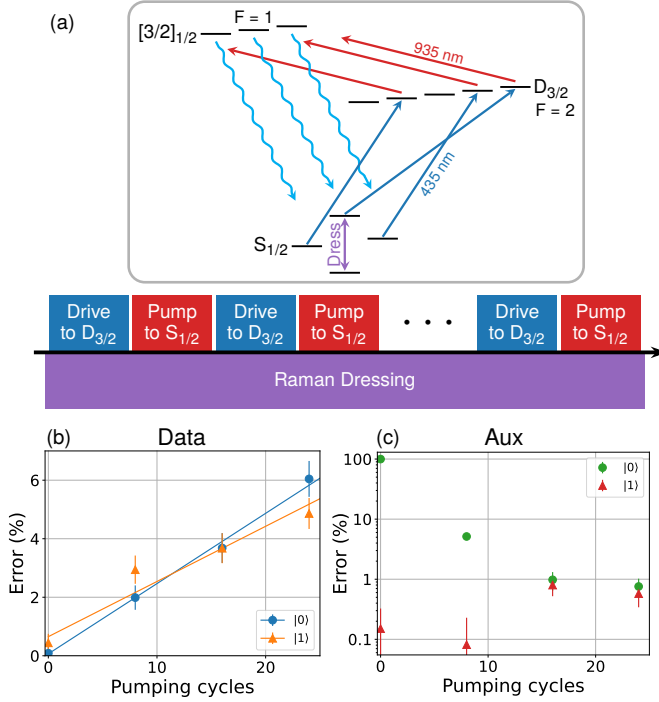 (a)
F = 1
[3/2]1/2
935 nm
D3/2
F = 2
435 nm
S1/2
Dress
Drive to D3/2
Pump to S1/2
Drive to D3/2
Pump to S1/2
. . .
Drive to D3/2
Pump to S1/2
Raman Dressing
(b)
Data
Error (%)
6
4
2
0
0
10
20
Pumping cycles
|0⟩
|1⟩
(c)
Aux
Error (%)
100
10
1
0.1
0
10
20
Pumping cycles
|0⟩
|1⟩